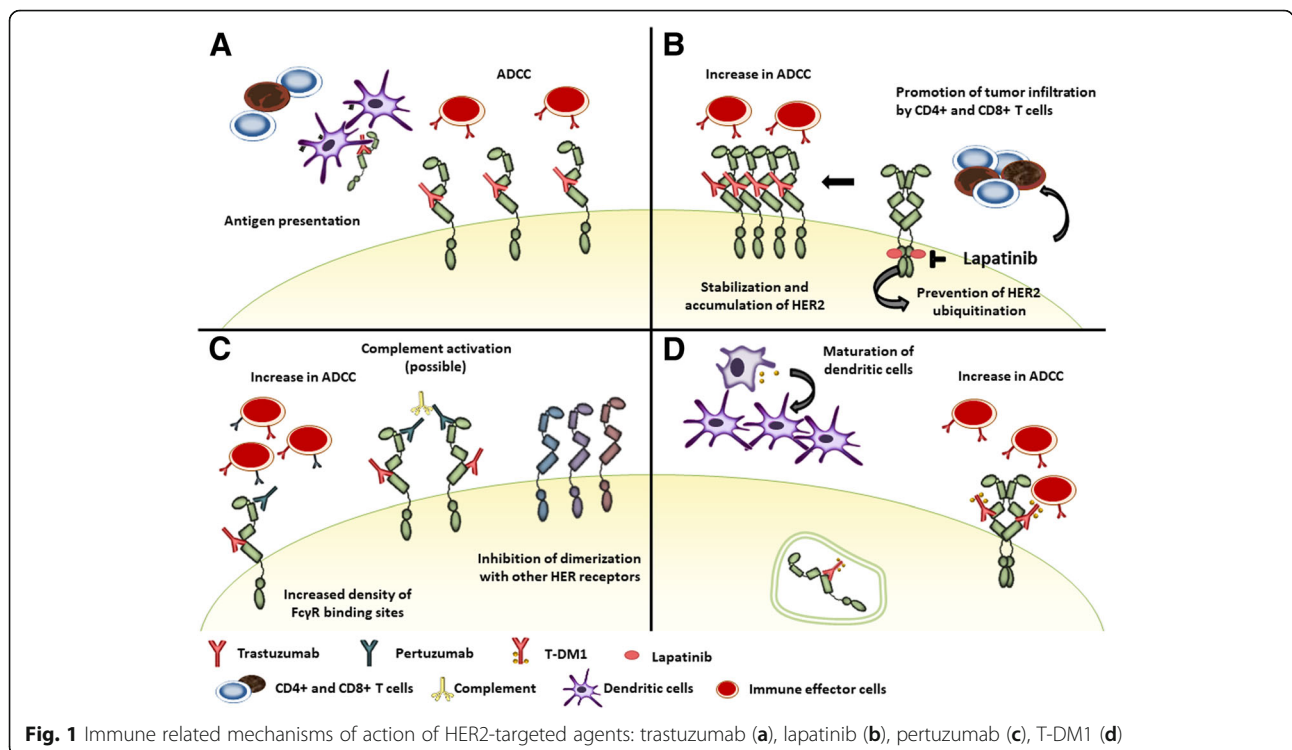 A
ADCC
Antigen presentation
B
Increase in ADCC
Promotion of tumor infiltration
by CD4+ and CD8+ T cells
Lapatinib
Stabilization and
accumulation of HER2
Prevention of HER2
ubiquitination
C
Complement activation
(possible)
Increase in ADCC
Inhibition of dimerization
with other HER receptors
Increased density of
FcγR binding sites
D
Maturation of
dendritic cells
Increase in ADCC
Trastuzumab
Pertuzumab
T-DM1
Lapatinib
CD4+ and CD8+ T cells
Complement
Dendritic cells
Immune effector cells
Fig. 1 Immune related mechanisms of action of HER2-targeted agents: trastuzumab (a), lapatinib (b), pertuzumab (c), T-DM1 (d)